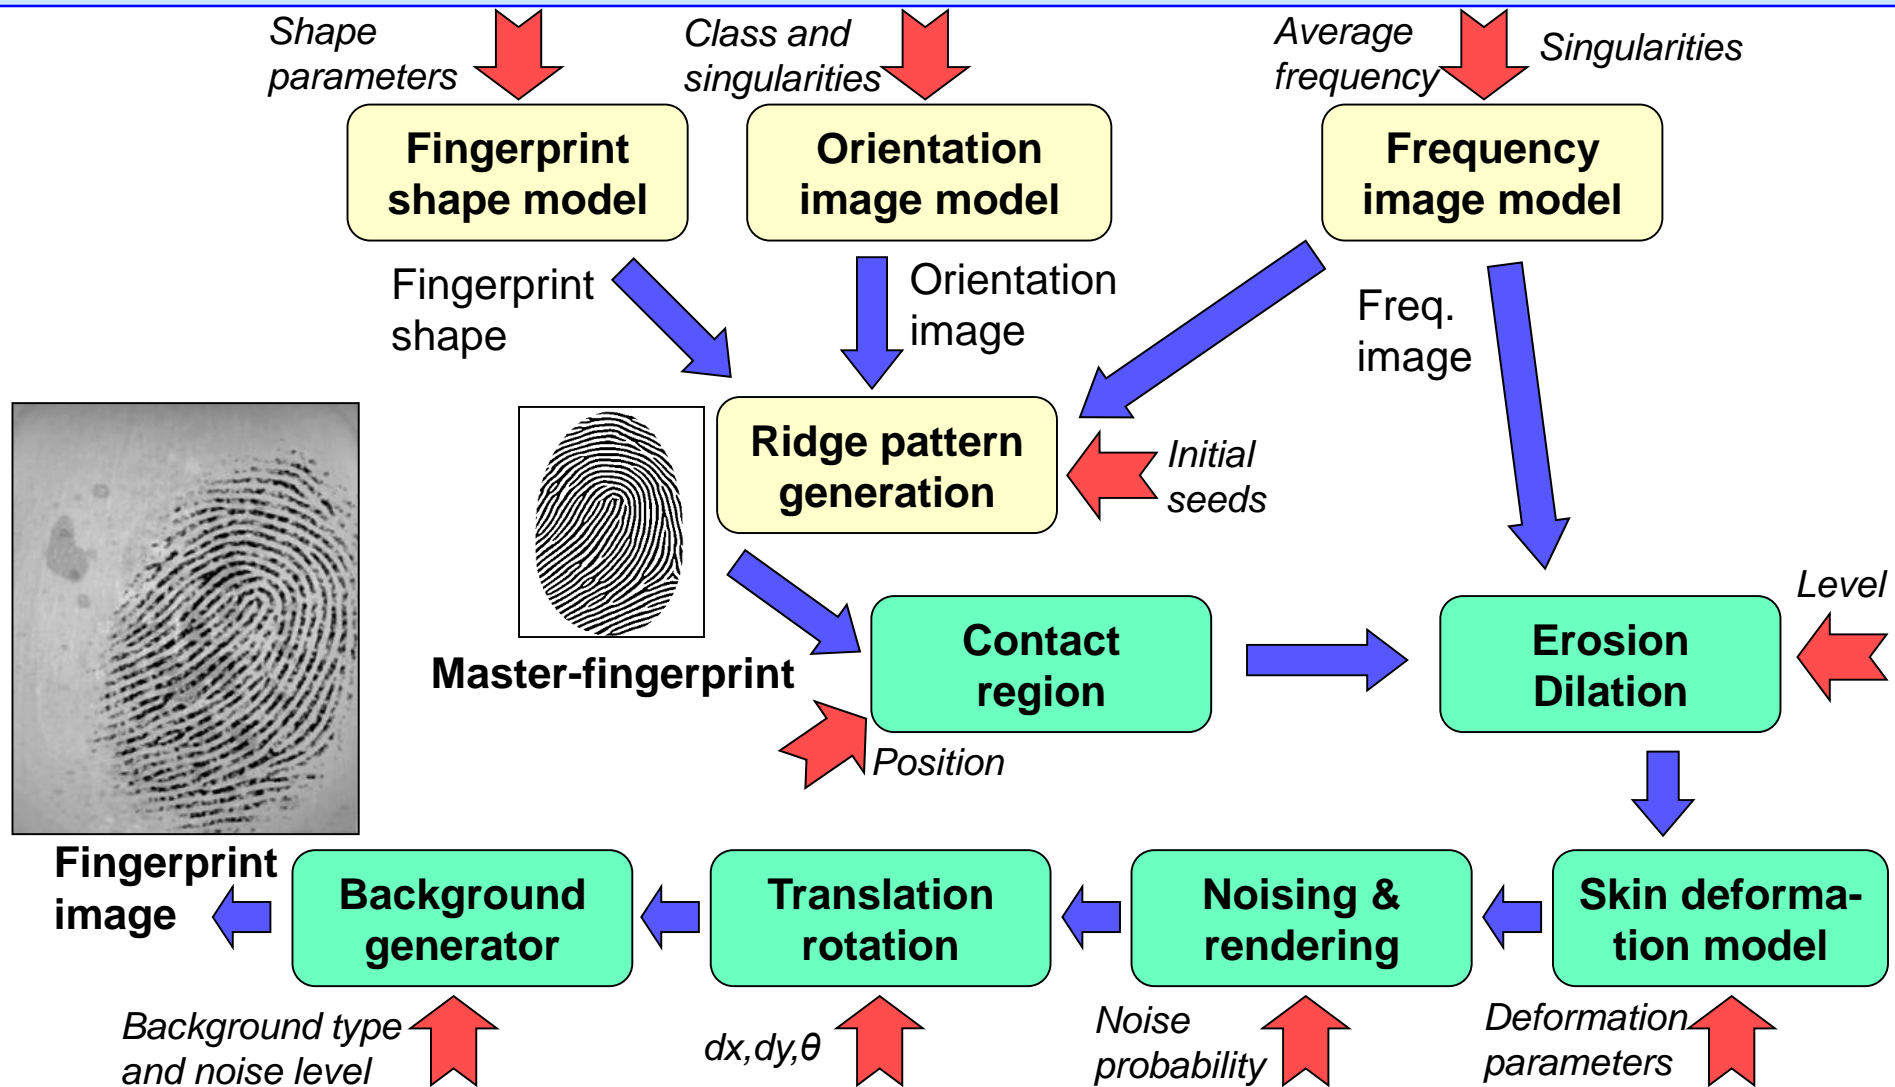 Shape
parameters
Class and
singularities
Average
frequency
Singularities
Fingerprint
shape model
Orientation
image model
Frequency
image model
Fingerprint
shape
Orientation
image
Freq.
image
Ridge pattern
generation
Initial
seeds
Master-fingerprint
Contact
region
Position
Erosion
Dilation
Level
Fingerprint
image
Background
generator
Translation
rotation
Noising &
rendering
Skin deforma-
tion model
Background type
and noise level
dx,dy,θ
Noise
probability
Deformation
parameters